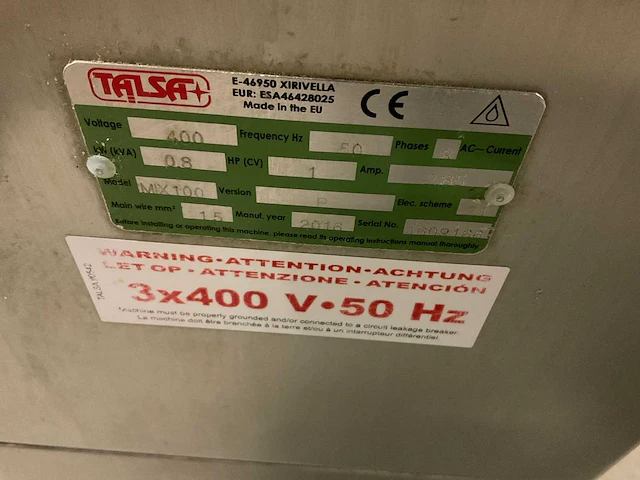 TALSA
E-46950 XIRIVELLA
EUR: ESA46428025
Made in the EU
CE
Voltage 400 Frequency Hz 50 Phases AC~ Current
kW (kVA) 0.8 HP (CV) 1 Amp.
Model MIX100 Version P Elec. scheme
Main wire mm² 1.5 Manuf. year 2016 Serial No.
Before installing or operating this machine, please read its operating instructions manual thoroughly
WARNING•ATTENTION•ACHTUNG
LET OP • ATTENZIONE • ATENCIÓN
3x400 V•50 Hz
Machine must be properly grounded and/or connected to a circuit leakage breaker.
La machine doit être branchée à la terre et/ou à un interrupteur différentiel.